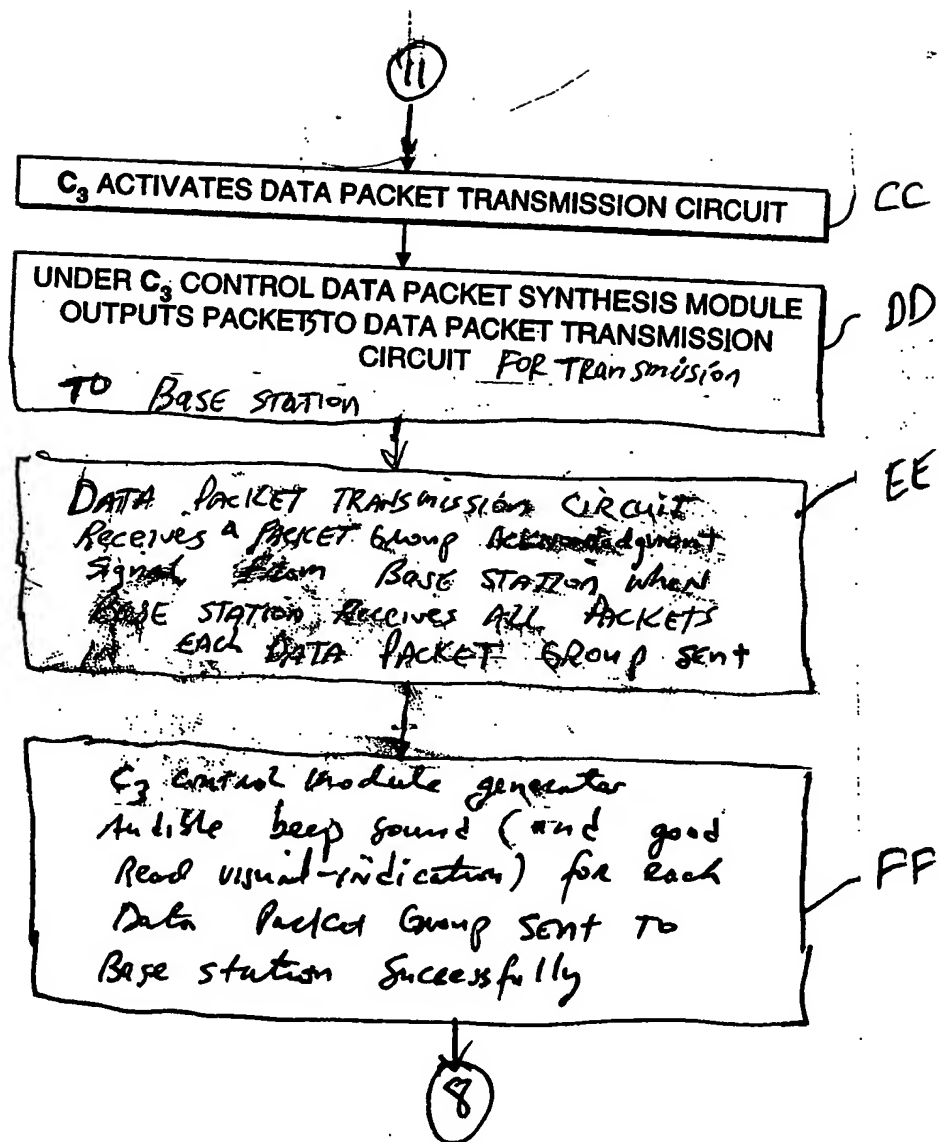 11
C3 ACTIVATES DATA PACKET TRANSMISSION CIRCUIT
CC
UNDER C3 CONTROL DATA PACKET SYNTHESIS MODULE
OUTPUTS PACKETS TO DATA PACKET TRANSMISSION
CIRCUIT FOR Transmission
TO Base STATION
DD
DATA PACKET TRANSMISSION CIRCUIT
Receives a PACKET Group Acknowledgment
Signal From Base STATION when
BASE STATION Receives ALL PACKETS
EACH DATA PACKET GROUP sent
EE
C3 control module generator
Audible beep sound (and good
Read visual-indication) for each
Data Packet Group SENT TO
Base station Successfully
FF
8